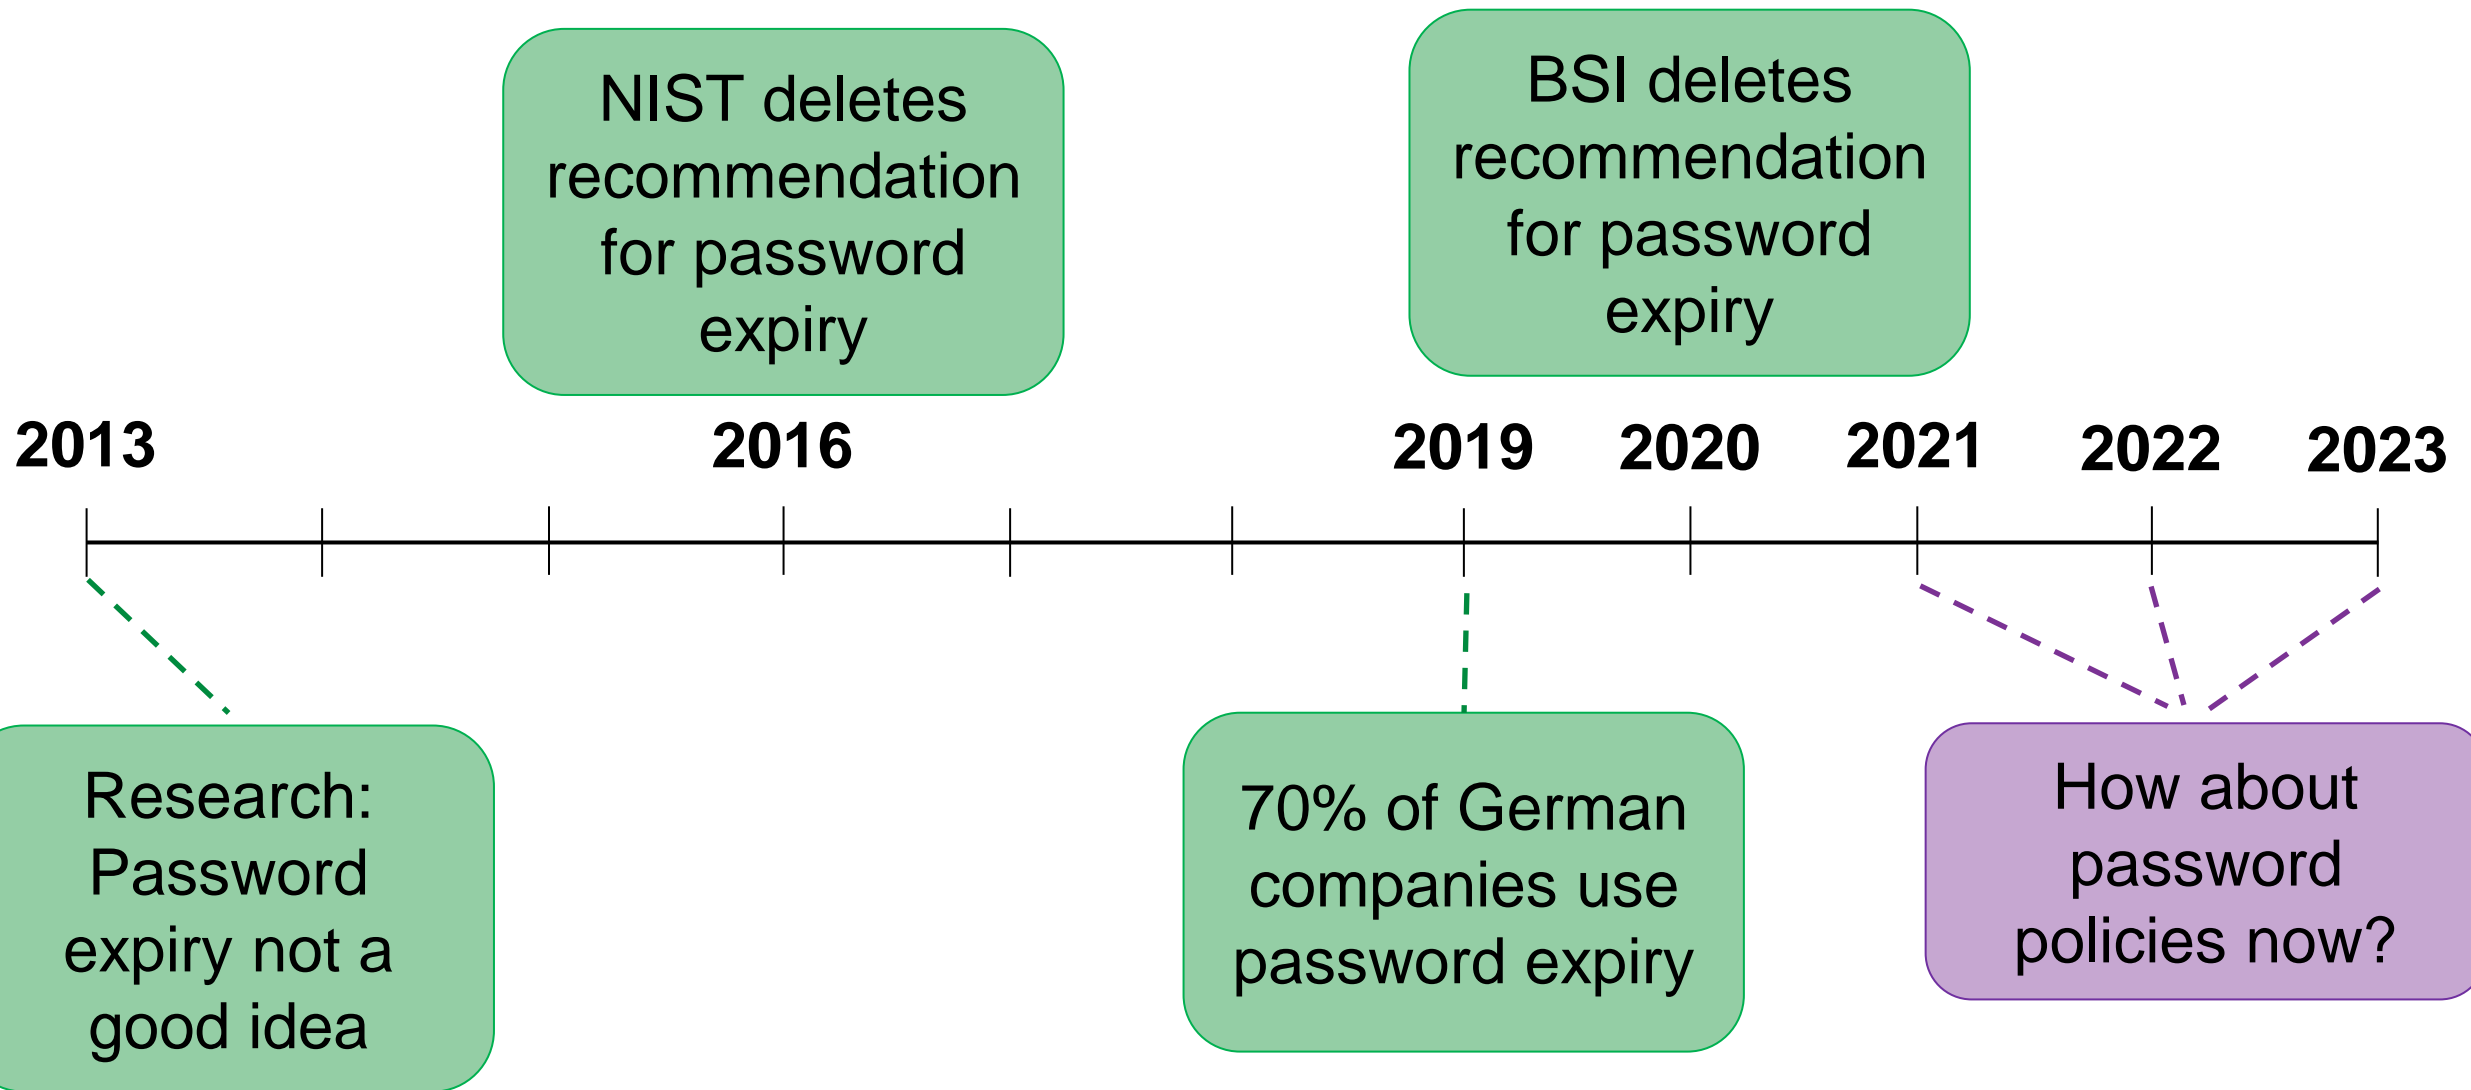 NIST deletes
recommendation
for password
expiry
BSI deletes
recommendation
for password
expiry
2013
2016
2019
2020
2021
2022
2023
Research:
Password
expiry not a
good idea
70% of German
companies use
password expiry
How about
password
policies now?